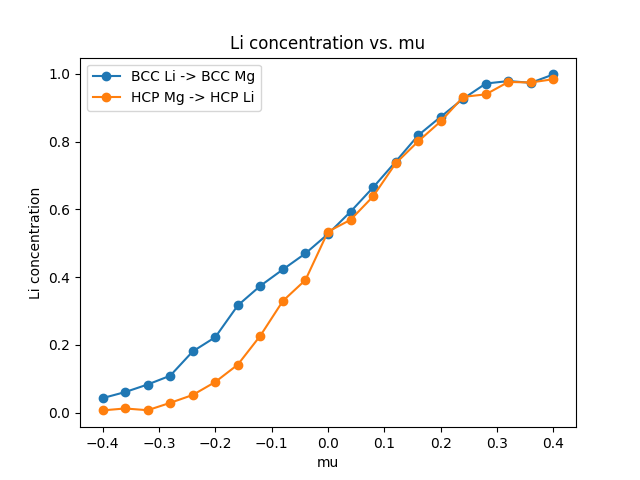 Li concentration vs. mu
BCC Li -> BCC Mg
HCP Mg -> HCP Li
Li concentration
1.0
0.8
0.6
0.4
0.2
0.0
−0.4 −0.3 −0.2 −0.1 0.0 0.1 0.2 0.3 0.4
mu